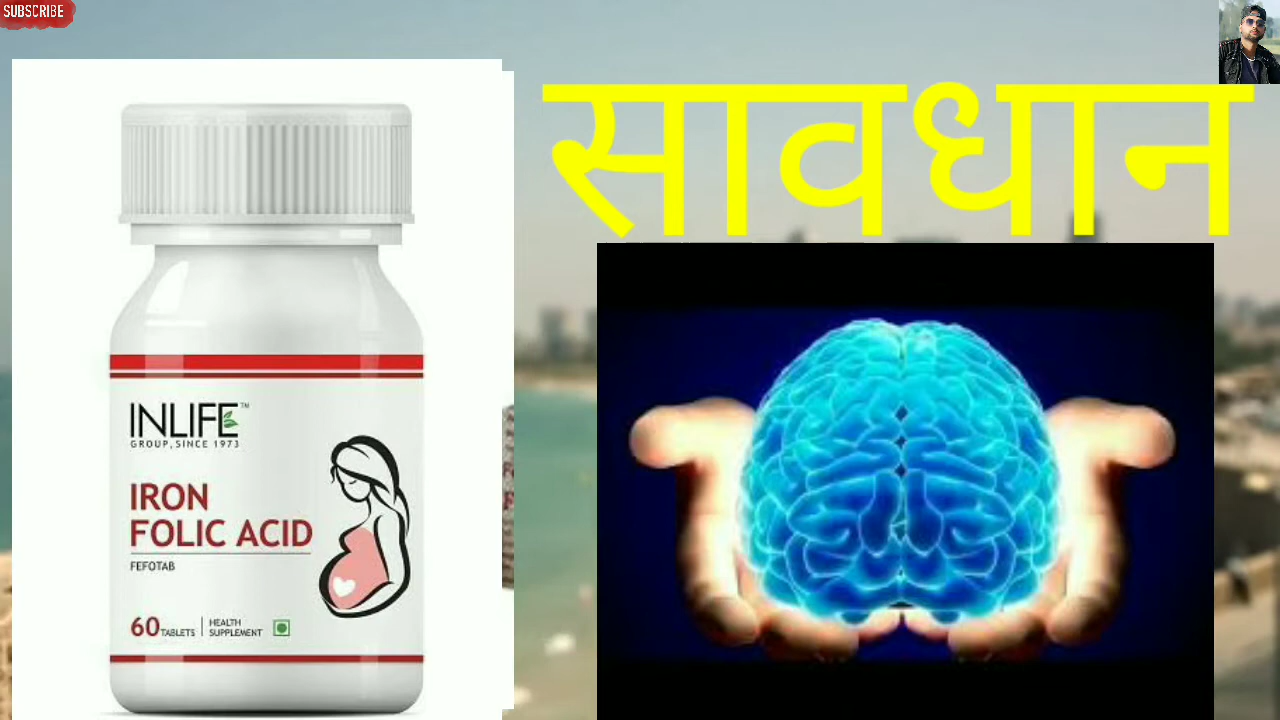 SUBSCRIBE
सावधान
INLIFE™
GROUP, SINCE 1973
IRON
FOLIC ACID
FEFOTAB
60 TABLETS
HEALTH
SUPPLEMENT